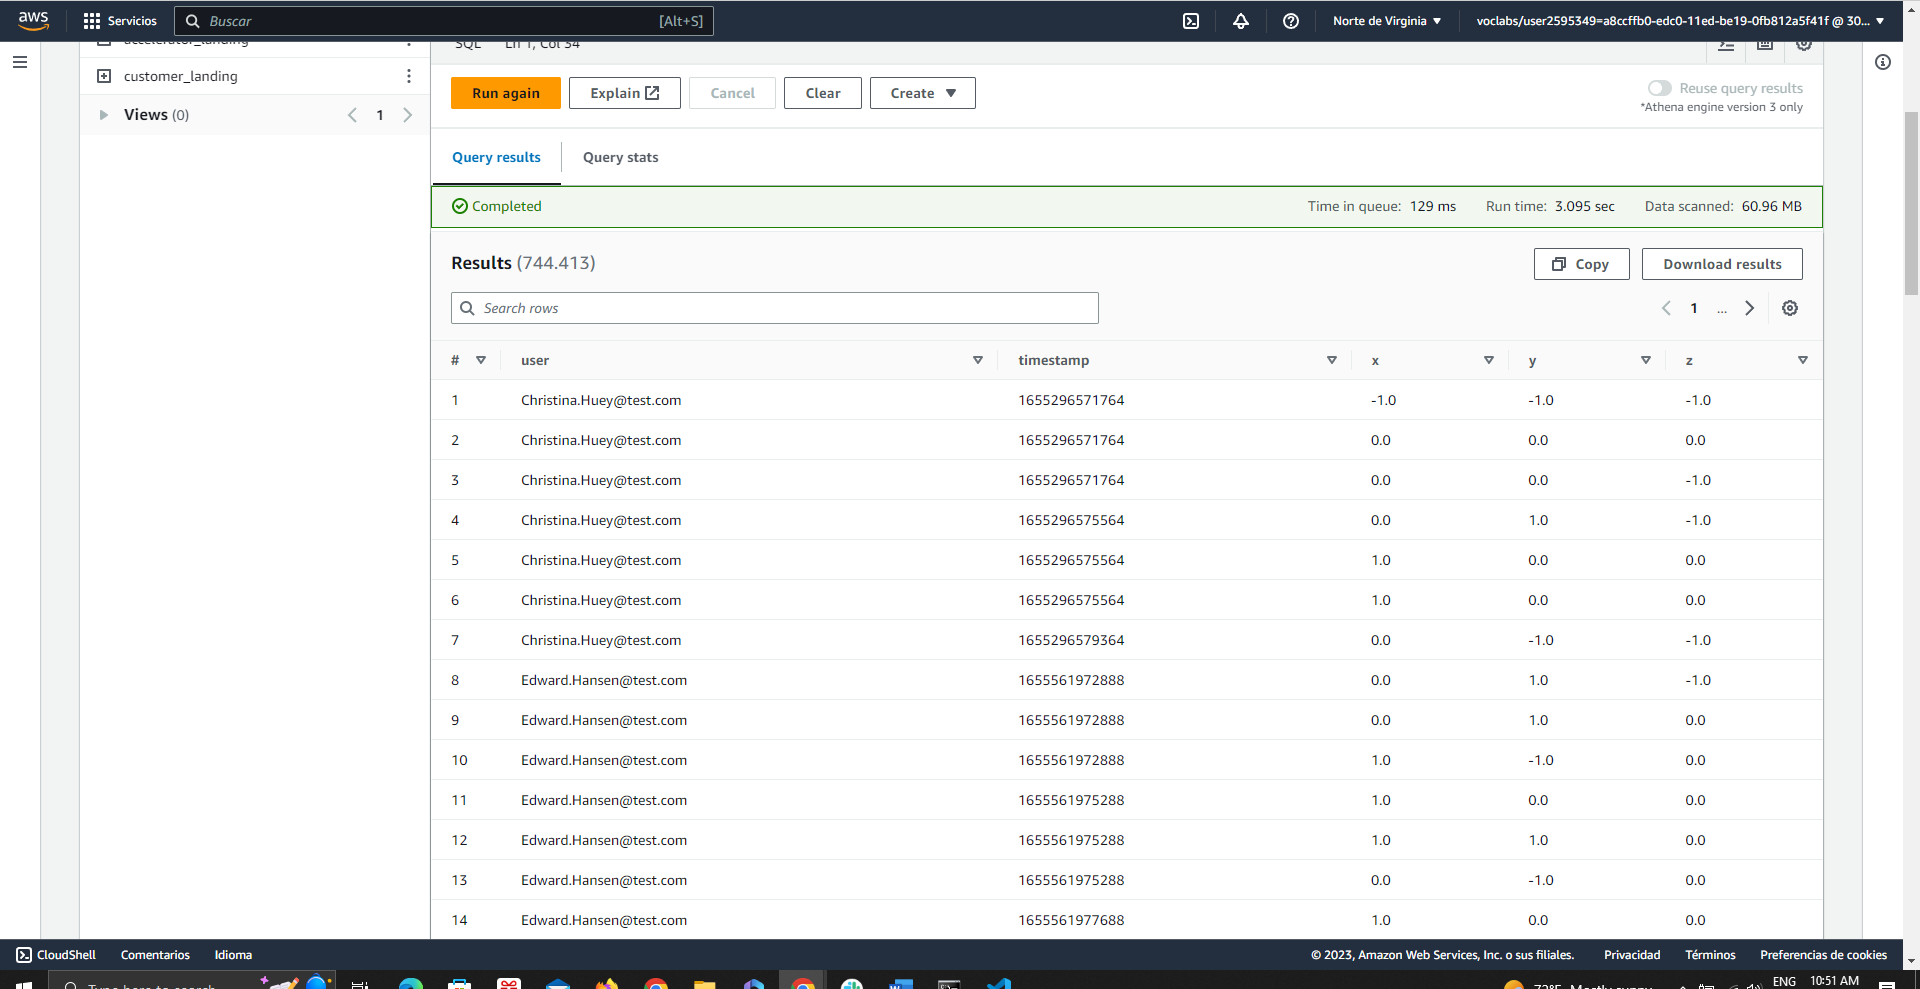 aws Servicios Buscar [Alt+S] Norte de Virginia voclabs/user2595349=a8ccffb0-edc0-11ed-be19-0fb812a5f41f @ 30...
accelerator_landing
SQL Ln 1, Col 34
customer_landing
Views (0) 1
Run again Explain Cancel Clear Create
Reuse query results
*Athena engine version 3 only
Query results Query stats
Completed Time in queue: 129 ms Run time: 3.095 sec Data scanned: 60.96 MB
Results (744.413) Copy Download results
Search rows 1 ...
# user timestamp x y z
1 Christina.Huey@test.com 1655296571764 -1.0 -1.0 -1.0
2 Christina.Huey@test.com 1655296571764 0.0 0.0 0.0
3 Christina.Huey@test.com 1655296571764 0.0 0.0 -1.0
4 Christina.Huey@test.com 1655296575564 0.0 1.0 -1.0
5 Christina.Huey@test.com 1655296575564 1.0 0.0 0.0
6 Christina.Huey@test.com 1655296575564 1.0 0.0 0.0
7 Christina.Huey@test.com 1655296579364 0.0 -1.0 -1.0
8 Edward.Hansen@test.com 1655561972888 0.0 1.0 -1.0
9 Edward.Hansen@test.com 1655561972888 0.0 1.0 0.0
10 Edward.Hansen@test.com 1655561972888 1.0 -1.0 0.0
11 Edward.Hansen@test.com 1655561975288 1.0 0.0 0.0
12 Edward.Hansen@test.com 1655561975288 1.0 1.0 0.0
13 Edward.Hansen@test.com 1655561975288 0.0 -1.0 0.0
14 Edward.Hansen@test.com 1655561977688 1.0 0.0 0.0
CloudShell Comentarios Idioma © 2023, Amazon Web Services, Inc. o sus filiales. Privacidad Términos Preferencias de cookies
Type here to search 72°F Mostly sunny ENG 10:51 AM